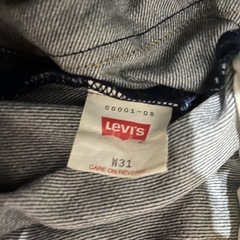 00001-08
Levi's
W31
CARE ON REVERSE